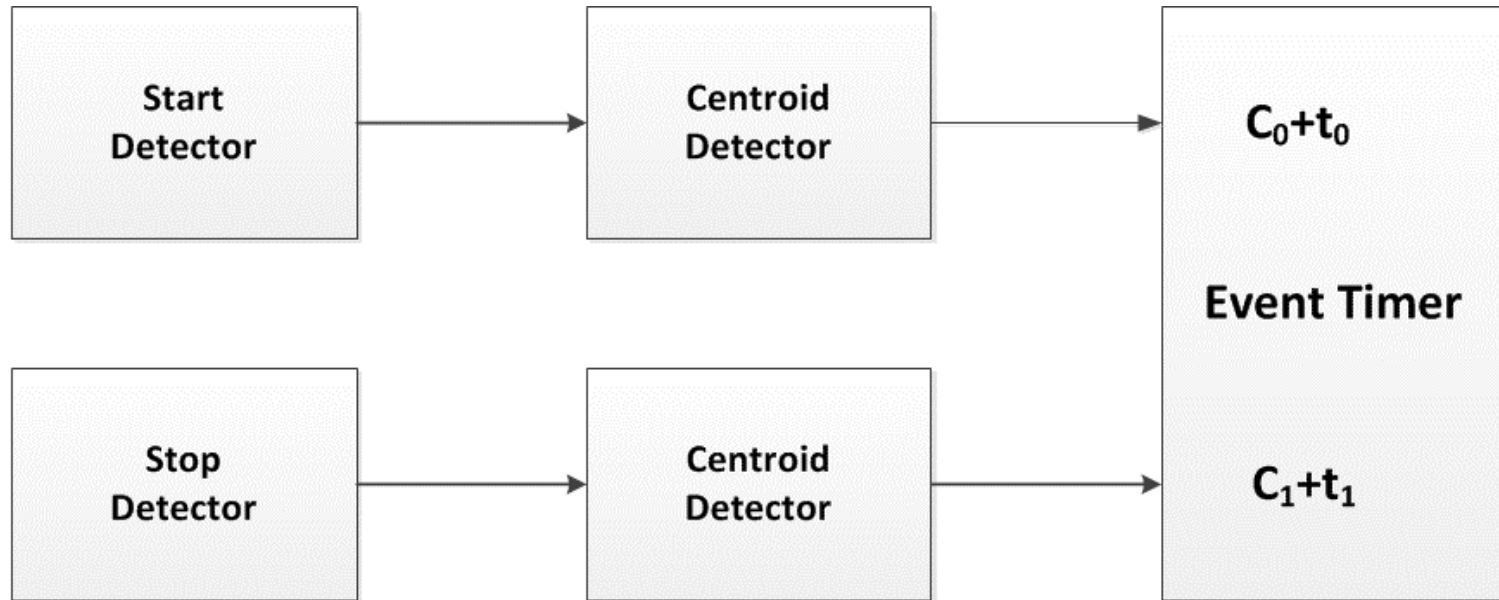 Start
Detector
Centroid
Detector
C₀+t₀
Event Timer
Stop
Detector
Centroid
Detector
C₁+t₁